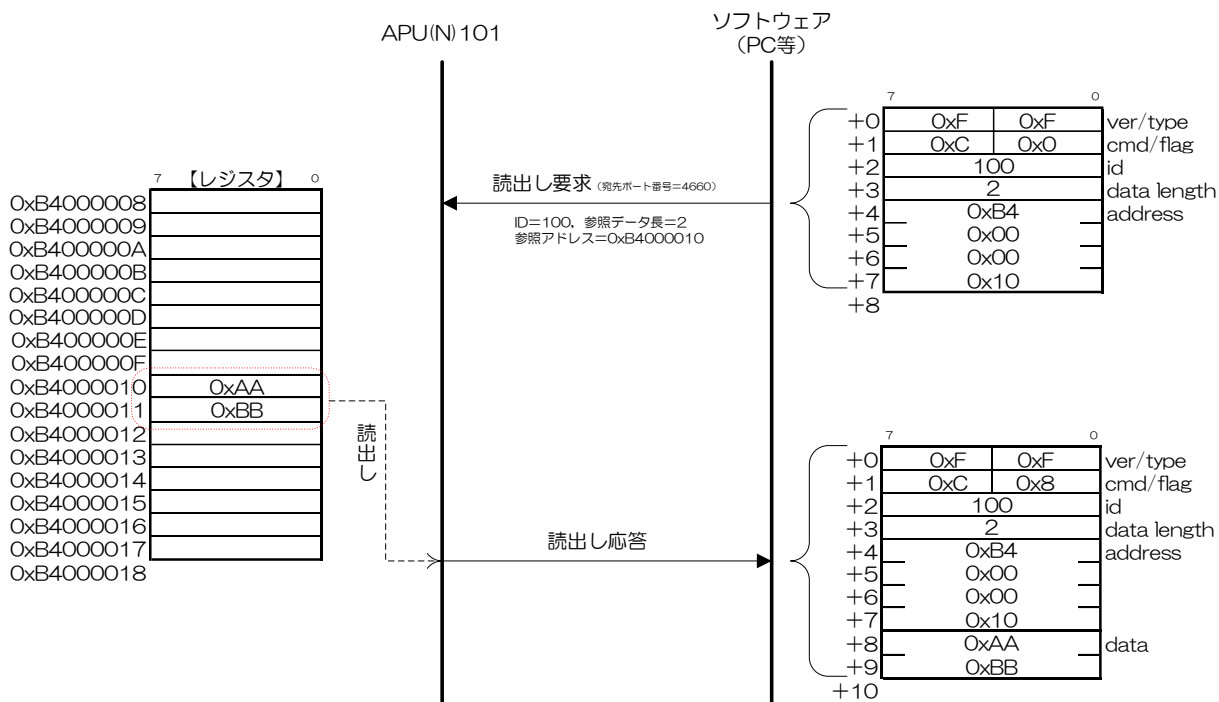 APU(N)101
ソフトウェア
(PC等)
7 【レジスタ】 0
0xB4000008
0xB4000009
0xB400000A
0xB400000B
0xB400000C
0xB400000D
0xB400000E
0xB400000F
0xB4000010 0xAA
0xB4000011 0xBB
0xB4000012
0xB4000013
0xB4000014
0xB4000015
0xB4000016
0xB4000017
0xB4000018
読出し
読出し要求 (宛先ポート番号=4660)
ID=100, 参照データ長=2
参照アドレス=0xB4000010
読出し応答
7 0
+0 0xF 0xF ver/type
+1 0xC 0x0 cmd/flag
+2 100 id
+3 2 data length
+4 0xB4 address
+5 0x00
+6 0x00
+7 0x10
+8
7 0
+0 0xF 0xF ver/type
+1 0xC 0x8 cmd/flag
+2 100 id
+3 2 data length
+4 0xB4 address
+5 0x00
+6 0x00
+7 0x10
+8 0xAA data
+9 0xBB
+10